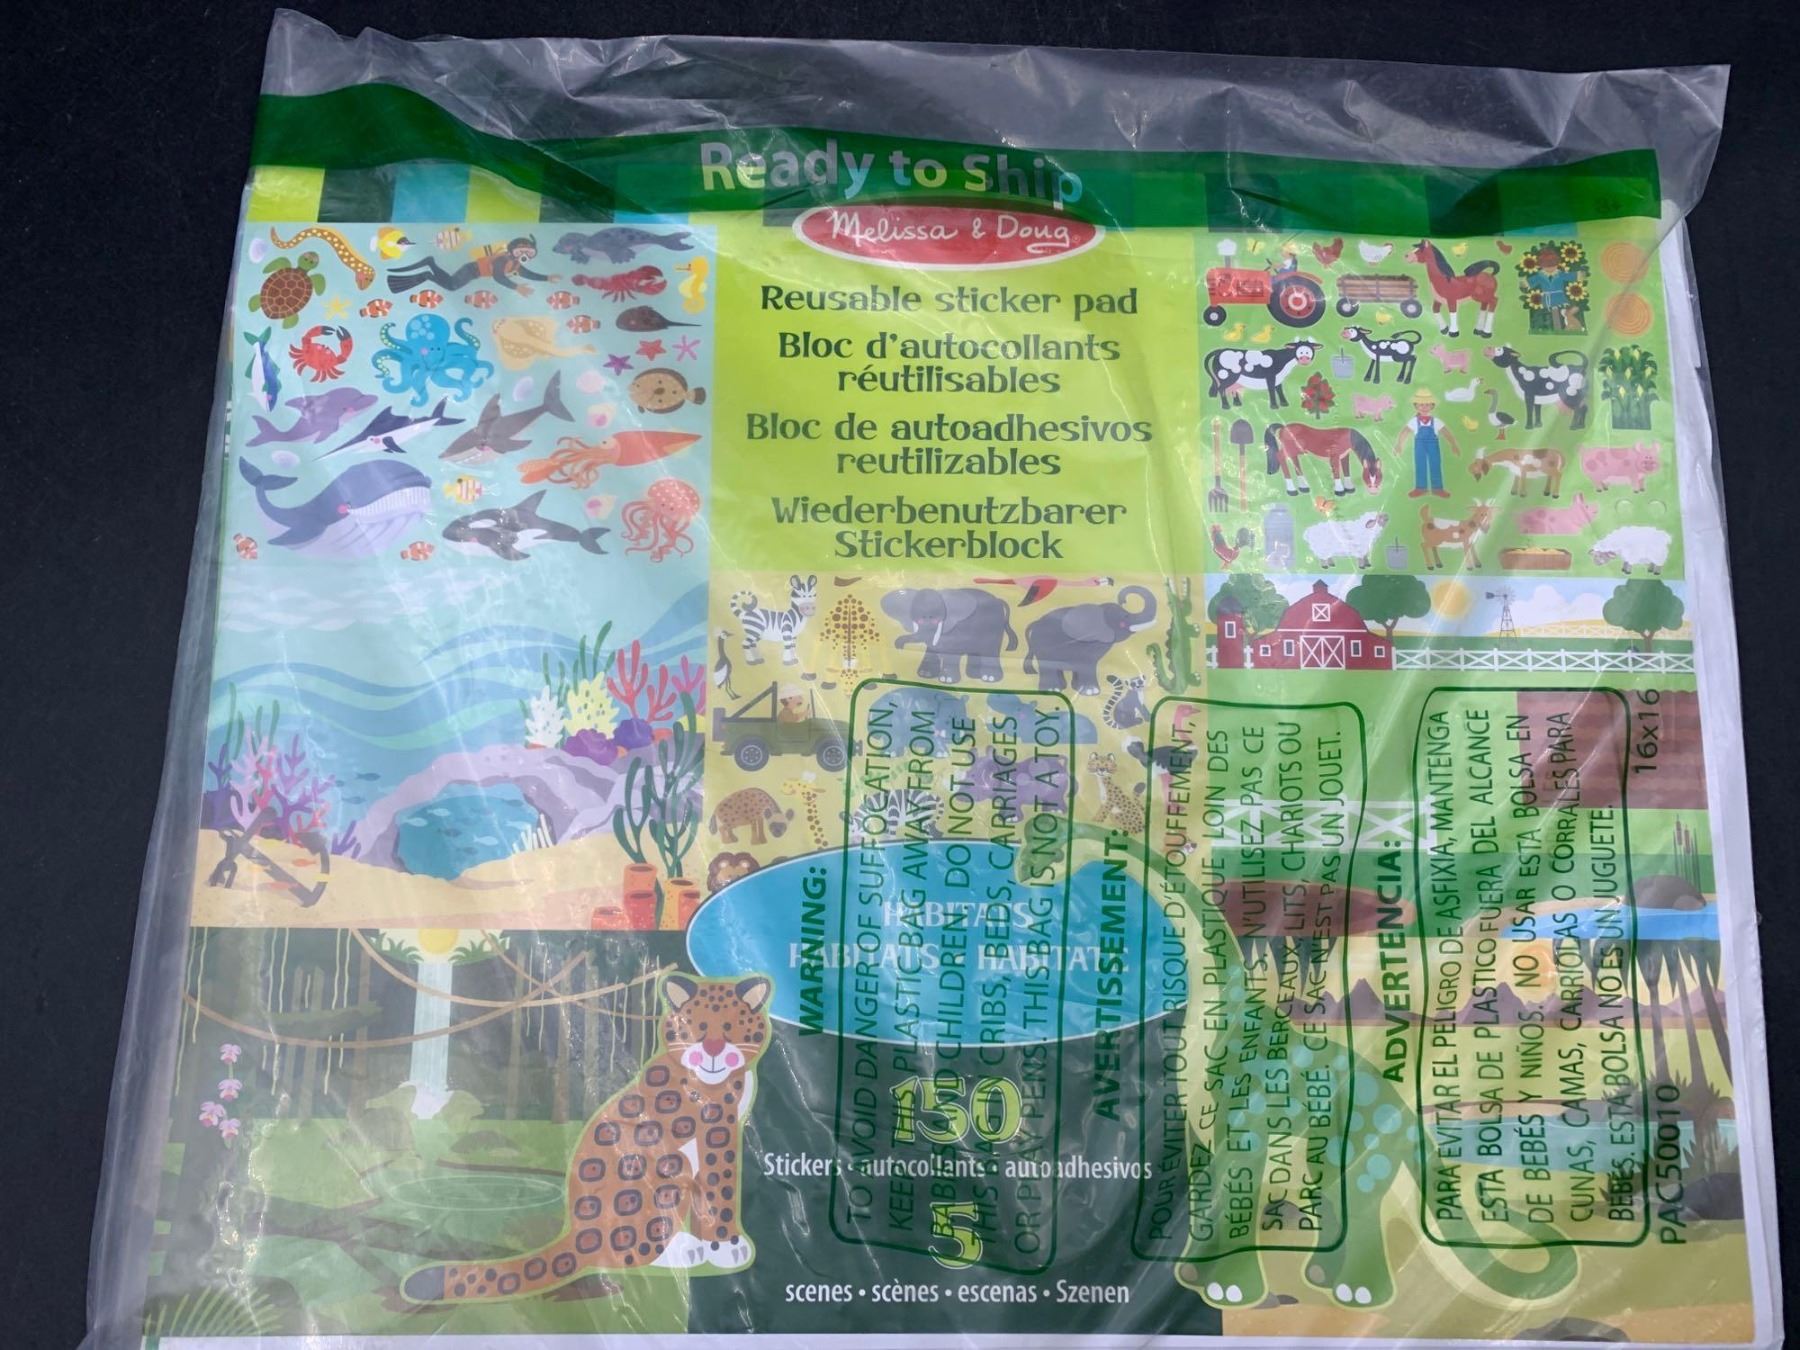 Ready to Ship
Melissa & Doug
Reusable sticker pad
Bloc d'autocollants
réutilisables
Bloc de autoadhesivos
reutilizables
Wiederbenutzbarer
Stickerblock
HABITATS
HABITATS • HABITATE
150
Stickers • autocollants • autoadhesivos
5
scenes • scènes • escenas • Szenen
WARNING:
TO AVOID DANGER OF SUFFOCATION,
KEEP THIS PLASTIC BAG AWAY FROM
BABIES AND CHILDREN. DO NOT USE
THIS BAG IN CRIBS, BEDS, CARRIAGES
OR PLAY PENS. THIS BAG IS NOT A TOY.
AVERTISSEMENT:
POUR ÉVITER TOUT RISQUE D'ÉTOUFFEMENT,
GARDEZ CE SAC EN PLASTIQUE LOIN DES
BÉBÉS ET LES ENFANTS. N'UTILISEZ PAS CE
SAC DANS LES BERCEAUX, LITS, CHARIOTS OU
PARC AU BÉBÉ. CE SAC N'EST PAS UN JOUET.
ADVERTENCIA:
PARA EVITAR EL PELIGRO DE ASFIXIA, MANTENGA
ESTA BOLSA DE PLASTICO FUERA DEL ALCANCE
DE BEBÉS Y NIÑOS. NO USAR ESTA BOLSA EN
CUNAS, CAMAS, CARRIOLAS O CORRALES PARA
BEBÉS. ESTA BOLSA NO ES UN JUGUETE.
PAC50010
16x16